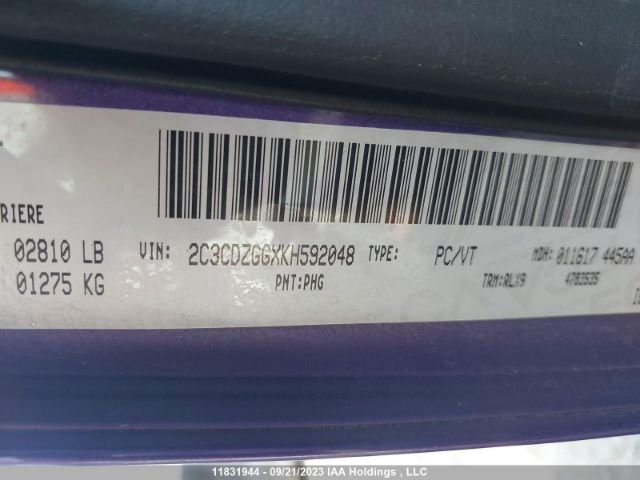 RIERE
02810 LB VIN: 2C3CDZGGXKH592048 TYPE: PC/VT MDH: 011617 445AA
01275 KG PNT:PHG TRM:RLX9 4783535
11831944 - 09/21/2023 IAA Holdings , LLC